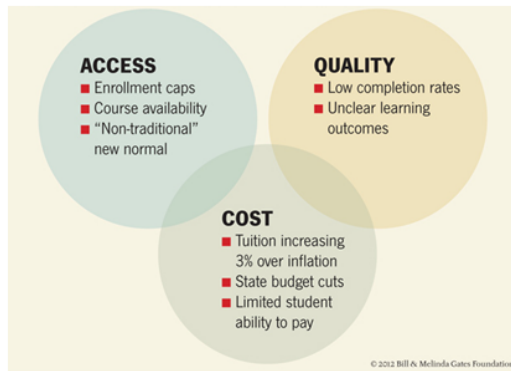 ACCESS
■ Enrollment caps
■ Course availability
■ “Non-traditional”
new normal
QUALITY
■ Low completion rates
■ Unclear learning
outcomes
COST
■ Tuition increasing
3% over inflation
■ State budget cuts
■ Limited student
ability to pay
© 2012 Bill & Melinda Gates Foundation